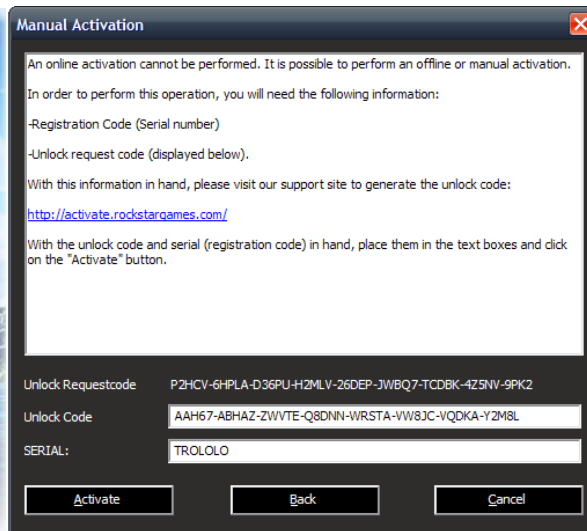 Manual Activation
An online activation cannot be performed. It is possible to perform an offline or manual activation.
In order to perform this operation, you will need the following information:
-Registration Code (Serial number)
-Unlock request code (displayed below).
With this information in hand, please visit our support site to generate the unlock code:
http://activate.rockstargames.com/
With the unlock code and serial (registration code) in hand, place them in the text boxes and click
on the "Activate" button.
Unlock Requestcode P2HCV-6HPLA-D36PU-H2MLV-26DEP-JWBQ7-TCDBK-4Z5NV-9PK2
Unlock Code AAH67-ABHAZ-ZWVTE-Q8DNN-WRSTA-VW8JC-VQDKA-Y2M8L
SERIAL: TROLOLO
Activate Back Cancel